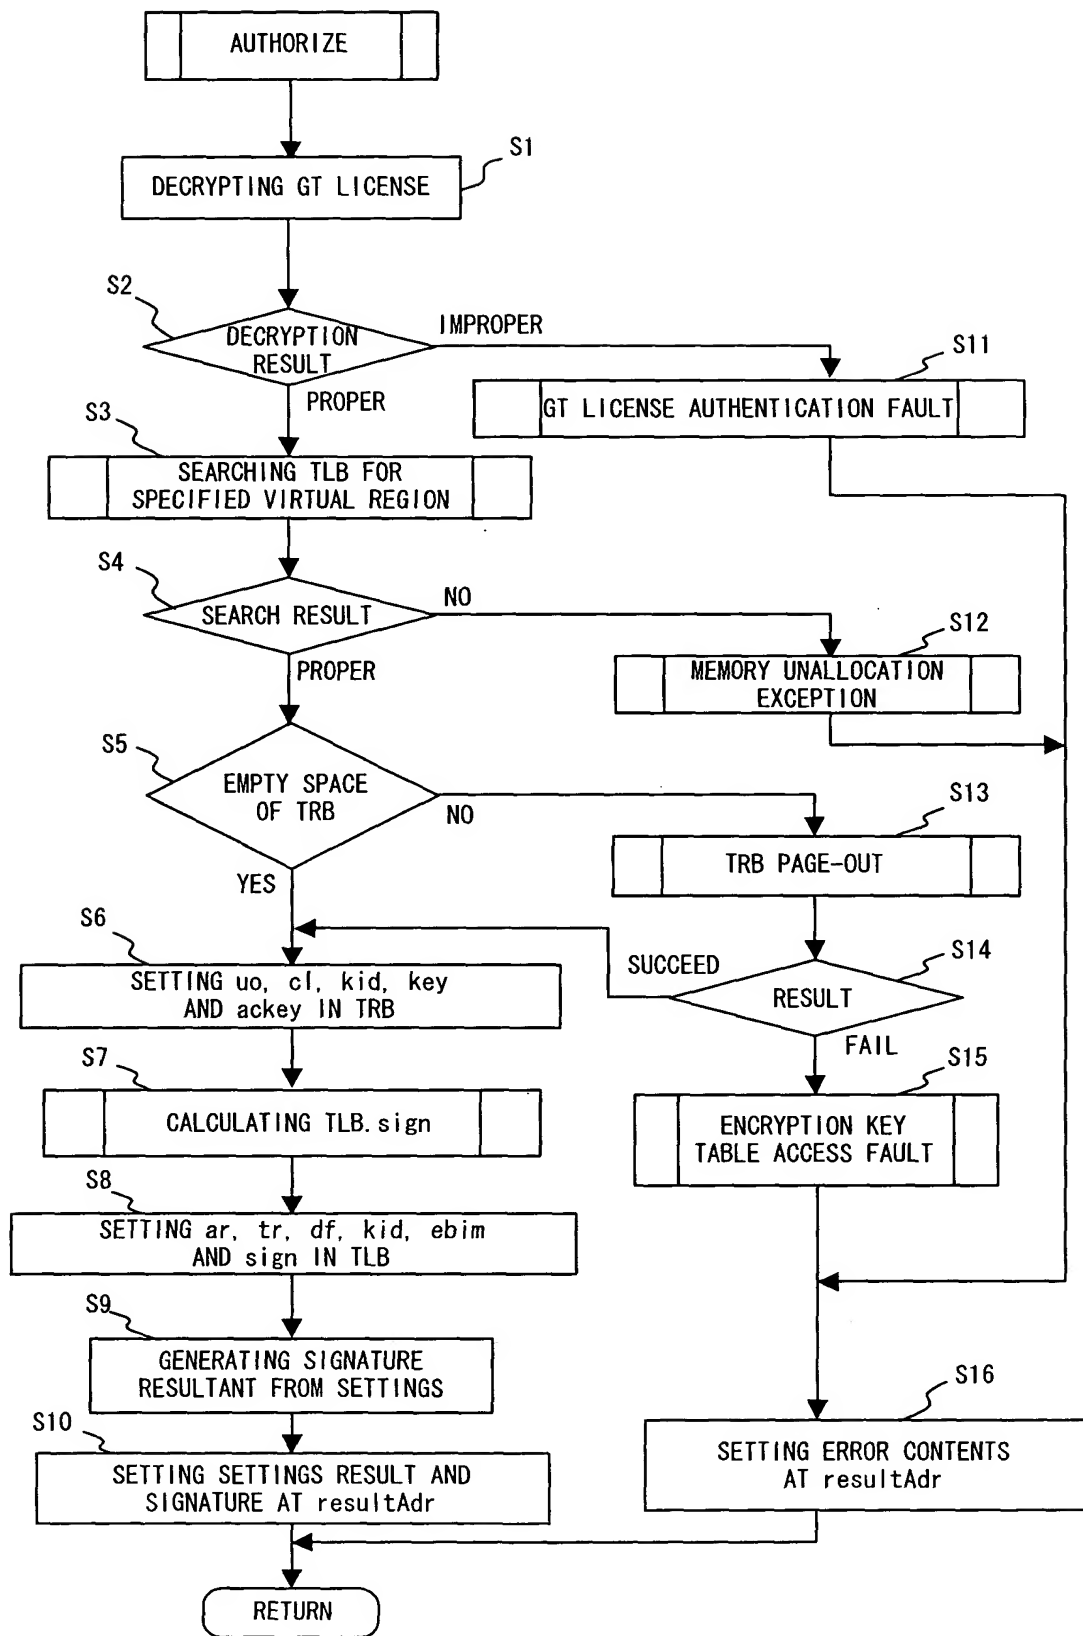 AUTHORIZE
S1
DECRYPTING GT LICENSE
S2
DECRYPTION
RESULT
IMPROPER
PROPER
S11
GT LICENSE AUTHENTICATION FAULT
S3
SEARCHING TLB FOR
SPECIFIED VIRTUAL REGION
S4
SEARCH RESULT
NO
PROPER
S12
MEMORY UNALLOCATION
EXCEPTION
S5
EMPTY SPACE
OF TRB
NO
YES
S13
TRB PAGE-OUT
S6
SETTING uo, cl, kid, key
AND ackey IN TRB
SUCCEED
S14
RESULT
FAIL
S7
CALCULATING TLB.sign
S15
ENCRYPTION KEY
TABLE ACCESS FAULT
S8
SETTING ar, tr, df, kid, ebim
AND sign IN TLB
S9
GENERATING SIGNATURE
RESULTANT FROM SETTINGS
S10
SETTING SETTINGS RESULT AND
SIGNATURE AT resultAdr
S16
SETTING ERROR CONTENTS
AT resultAdr
RETURN